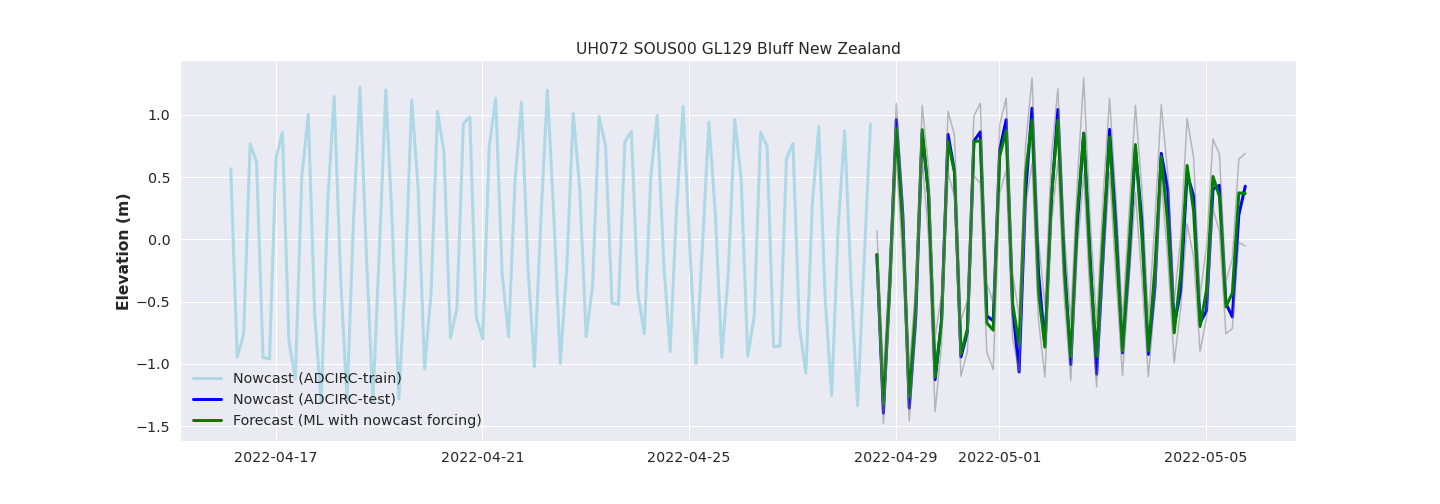 UH072 SOUS00 GL129 Bluff New Zealand
Elevation (m)
1.0
0.5
0.0
−0.5
−1.0
−1.5
Nowcast (ADCIRC-train)
Nowcast (ADCIRC-test)
Forecast (ML with nowcast forcing)
2022-04-17 2022-04-21 2022-04-25 2022-04-29 2022-05-01 2022-05-05